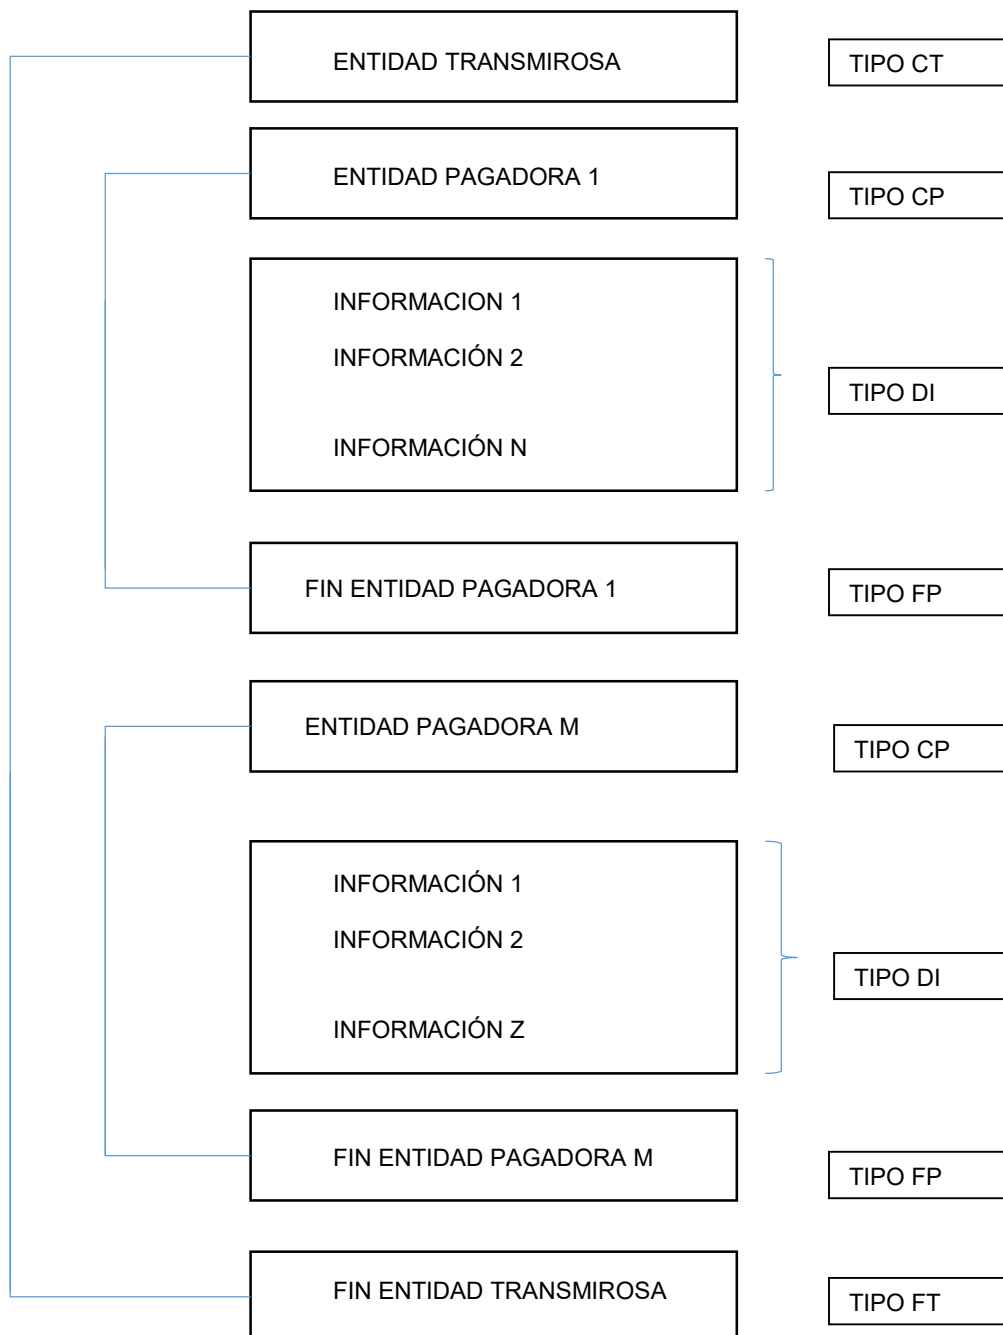 ENTIDAD TRANSMIROSA
TIPO CT
ENTIDAD PAGADORA 1
TIPO CP
INFORMACION 1
INFORMACIÓN 2
TIPO DI
INFORMACIÓN N
FIN ENTIDAD PAGADORA 1
TIPO FP
ENTIDAD PAGADORA M
TIPO CP
INFORMACIÓN 1
INFORMACIÓN 2
TIPO DI
INFORMACIÓN Z
FIN ENTIDAD PAGADORA M
TIPO FP
FIN ENTIDAD TRANSMIROSA
TIPO FT